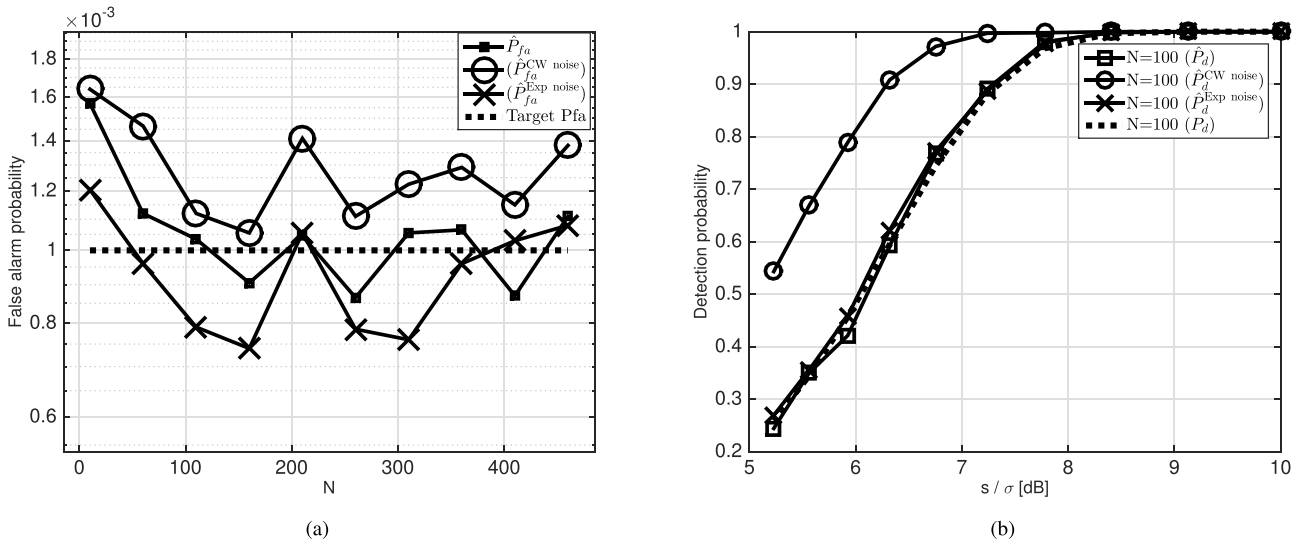 ×10⁻³
1.8
1.6
1.4
1.2
1
0.8
0.6
False alarm probability
0 100 200 300 400
N
P̂fa
(P̂fa^CW noise)
(P̂fa^Exp noise)
Target Pfa
(a)
1
0.9
0.8
0.7
0.6
0.5
0.4
0.3
0.2
Detection probability
5 6 7 8 9 10
s / σ [dB]
N=100 (P̂d)
N=100 (P̂d^CW noise)
N=100 (P̂d^Exp noise)
N=100 (Pd)
(b)